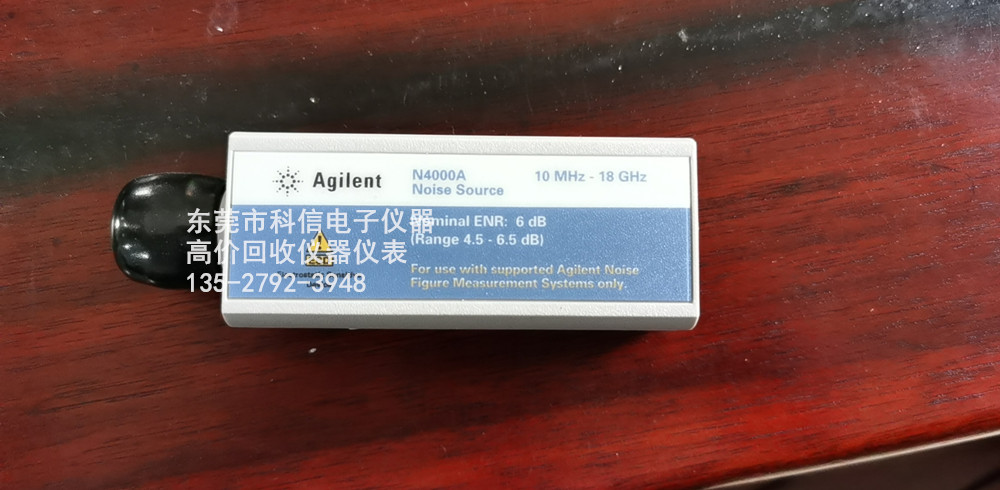 Agilent
N4000A
Noise Source
10 MHz - 18 GHz
东莞市科信电子仪器
高价回收仪器仪表
135-2792-3948
Nominal ENR: 6 dB
(Range 4.5 - 6.5 dB)
For use with supported Agilent Noise
Figure Measurement Systems only.